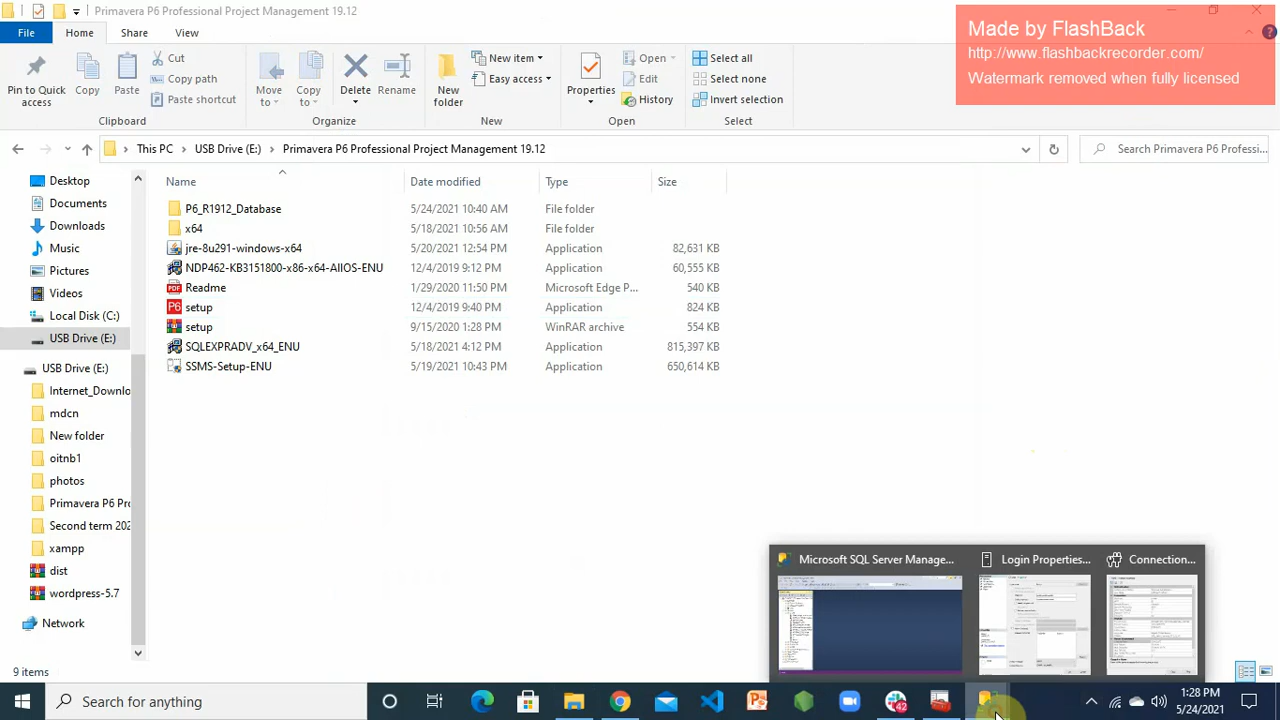 Primavera P6 Professional Project Management 19.12
Made by FlashBack
http://www.flashbackrecorder.com/
Watermark removed when fully licensed
File
Home
Share
View
Pin to Quick access
Copy
Paste
Cut
Copy path
Paste shortcut
Clipboard
Move to
Copy to
Delete
Rename
Organize
New folder
New item
Easy access
New
Properties
Open
Edit
History
Open
Select all
Select none
Invert selection
Select
This PC
USB Drive (E:)
Primavera P6 Professional Project Management 19.12
Search Primavera P6 Professi...
Name
Date modified
Type
Size
P6_R1912_Database 5/24/2021 10:40 AM File folder
x64 5/18/2021 10:56 AM File folder
jre-8u291-windows-x64 5/20/2021 12:54 PM Application 82,631 KB
NDP462-KB3151800-x86-x64-AllOS-ENU 12/4/2019 9:12 PM Application 60,555 KB
Readme 1/29/2020 11:50 PM Microsoft Edge P... 540 KB
setup 12/4/2019 9:40 PM Application 824 KB
setup 9/15/2020 1:28 PM WinRAR archive 554 KB
SQLEXPRADV_x64_ENU 5/18/2021 4:12 PM Application 815,397 KB
SSMS-Setup-ENU 5/19/2021 10:43 PM Application 650,614 KB
Desktop
Documents
Downloads
Music
Pictures
Videos
Local Disk (C:)
USB Drive (E:)
USB Drive (E:)
Internet_Downlo
mdcn
New folder
oitnb1
photos
Primavera P6 Pro
Second term 202
xampp
dist
wordpress-5.7
Network
9 items
Microsoft SQL Server Manage...
Login Properties...
Connection...
Search for anything
42
1:28 PM
5/24/2021